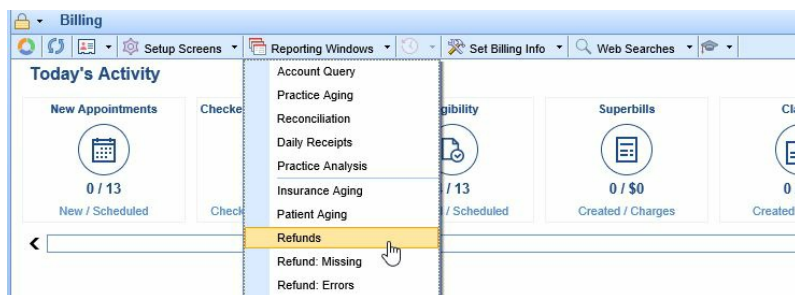 Billing
Setup Screens Reporting Windows Set Billing Info Web Searches
Today's Activity
New Appointments
0 / 13
New / Scheduled
Account Query
Practice Aging
Reconciliation
Daily Receipts
Practice Analysis
Insurance Aging
Patient Aging
Refunds
Refund: Missing
Refund: Errors
/ 13
/ Scheduled
Superbills
0 / $0
Created / Charges
0
Created